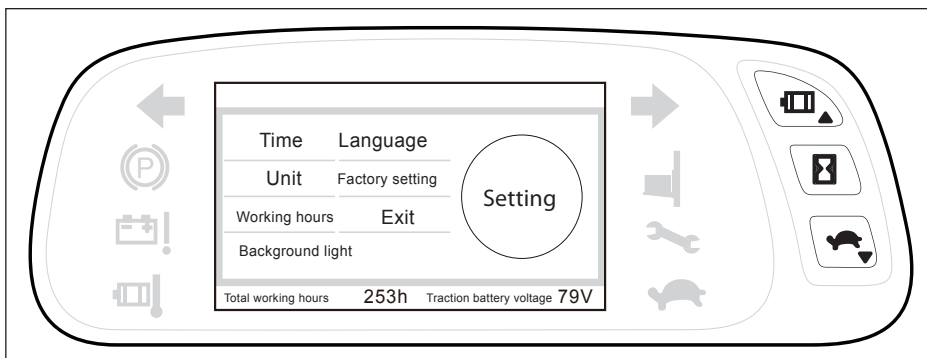 Time Language
Unit Factory setting
Setting
Working hours Exit
Background light
Total working hours 253h Traction battery voltage 79V
P